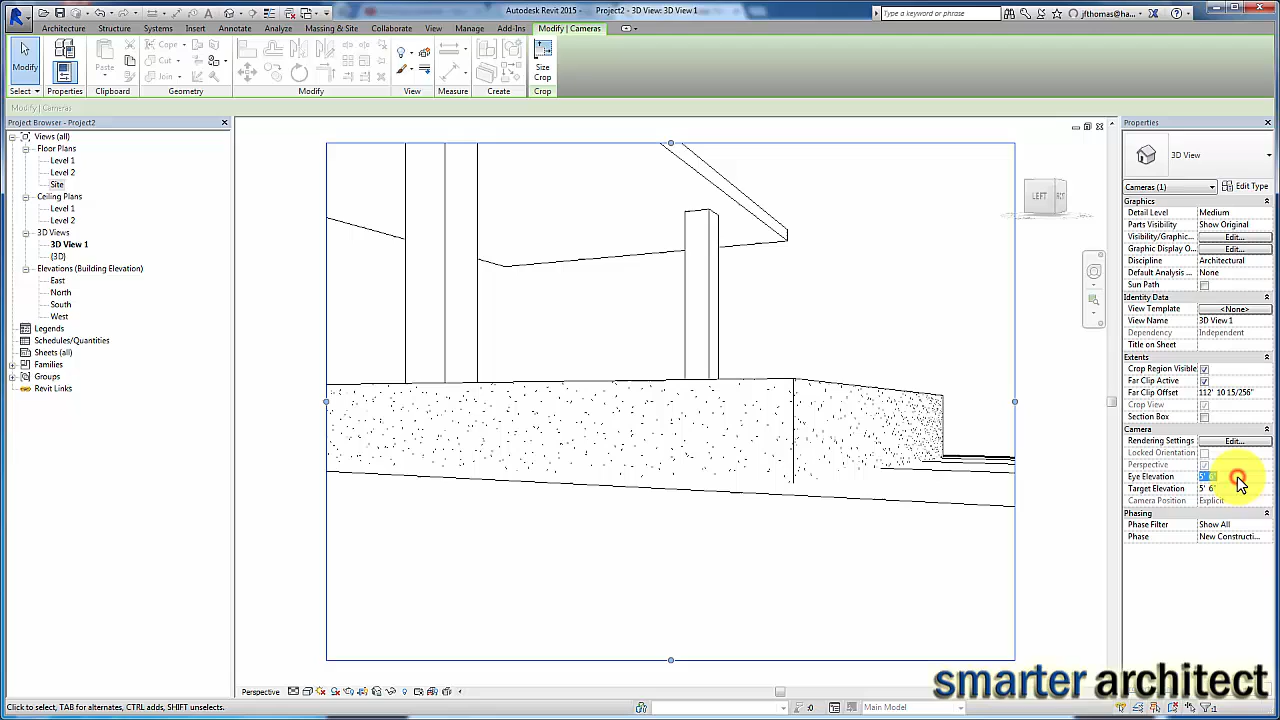 Autodesk Revit 2015 - Project2 - 3D View: 3D View 1
Type a keyword or phrase
jfthomas@ha...
Architecture Structure Systems Insert Annotate Analyze Massing & Site Collaborate View Manage Add-Ins Modify | Cameras
Modify
Paste
Cope
Cut
Join
Size
Crop
Select Properties Clipboard Geometry Modify View Measure Create Crop
Modify | Cameras
Project Browser - Project2
Views (all)
Floor Plans
Level 1
Level 2
Site
Ceiling Plans
Level 1
Level 2
3D Views
3D View 1
{3D}
Elevations (Building Elevation)
East
North
South
West
Legends
Schedules/Quantities
Sheets (all)
Families
Groups
Revit Links
LEFT
Properties
3D View
Cameras (1)
Edit Type
Graphics
Detail Level Medium
Parts Visibility Show Original
Visibility/Graphic... Edit...
Graphic Display O... Edit...
Discipline Architectural
Default Analysis ... None
Sun Path
Identity Data
View Template <None>
View Name 3D View 1
Dependency Independent
Title on Sheet
Extents
Crop Region Visible
Far Clip Active
Far Clip Offset 112' 10 15/256"
Crop View
Section Box
Camera
Rendering Settings Edit...
Locked Orientation
Perspective
Eye Elevation 5' 6"
Target Elevation 5' 6"
Camera Position Explicit
Phasing
Phase Filter Show All
Phase New Constructi...
Perspective
Click to select, TAB for alternates, CTRL adds, SHIFT unselects.
:0
Main Model
:1
smarter architect